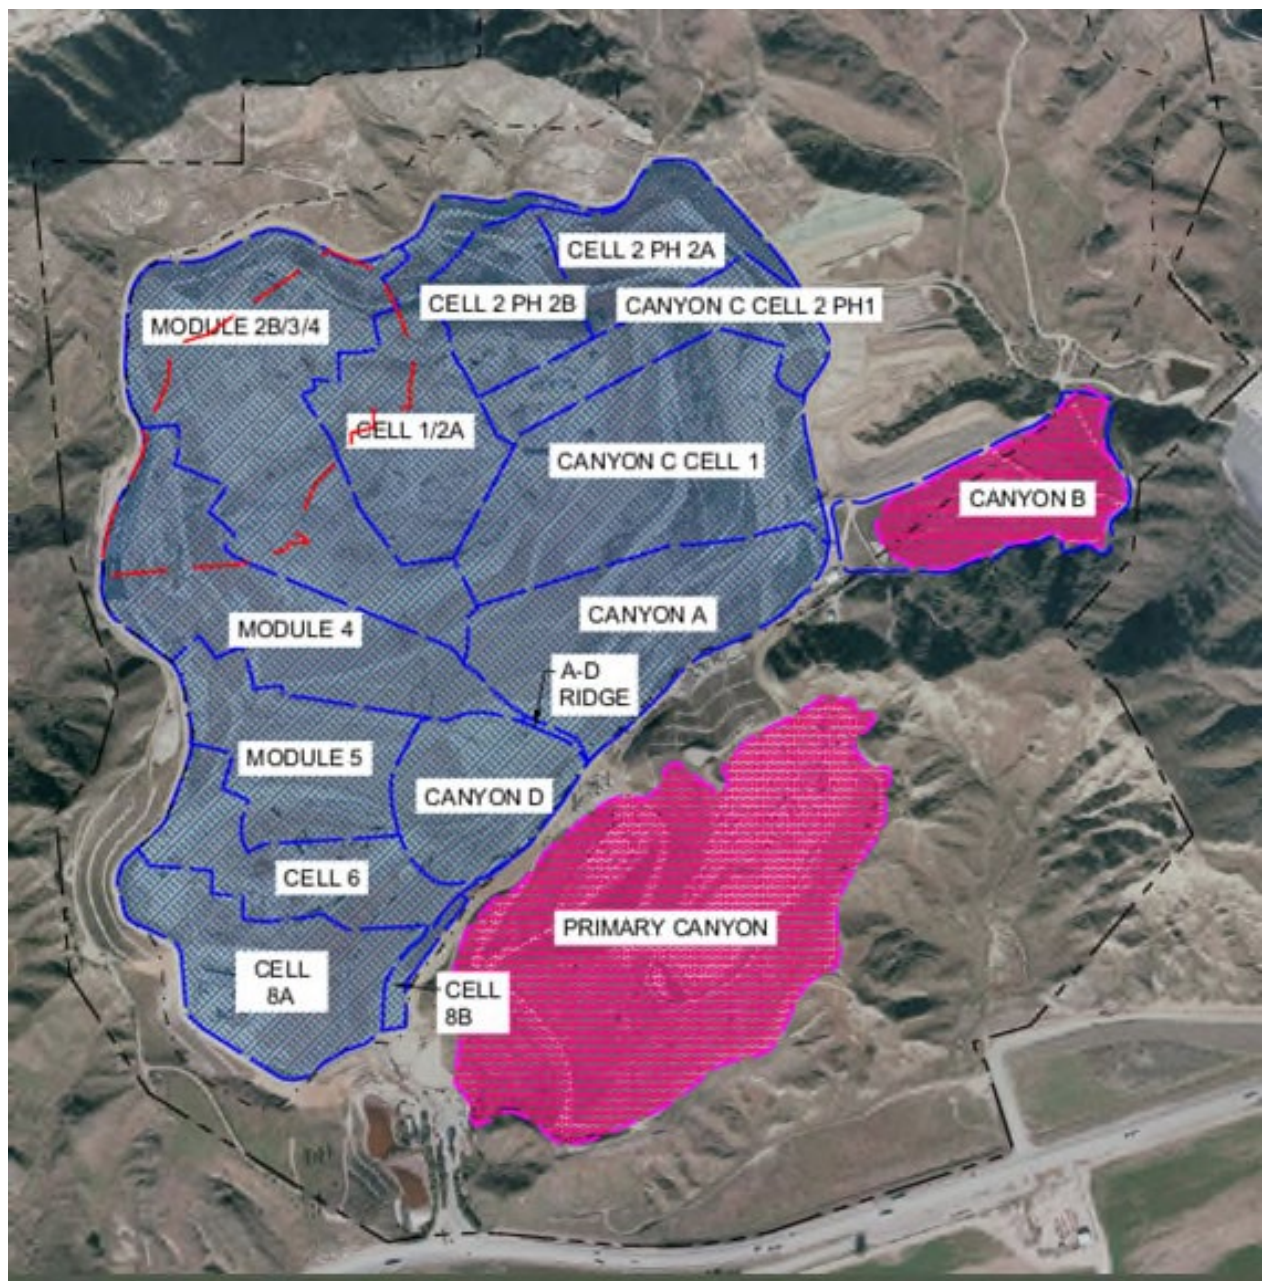 CELL 2 PH 2A
CELL 2 PH 2B
CANYON C CELL 2 PH1
MODULE 2B/3/4
CELL 1/2A
CANYON C CELL 1
CANYON B
CANYON A
MODULE 4
A-D
RIDGE
MODULE 5
CANYON D
CELL 6
PRIMARY CANYON
CELL
8A
CELL
8B